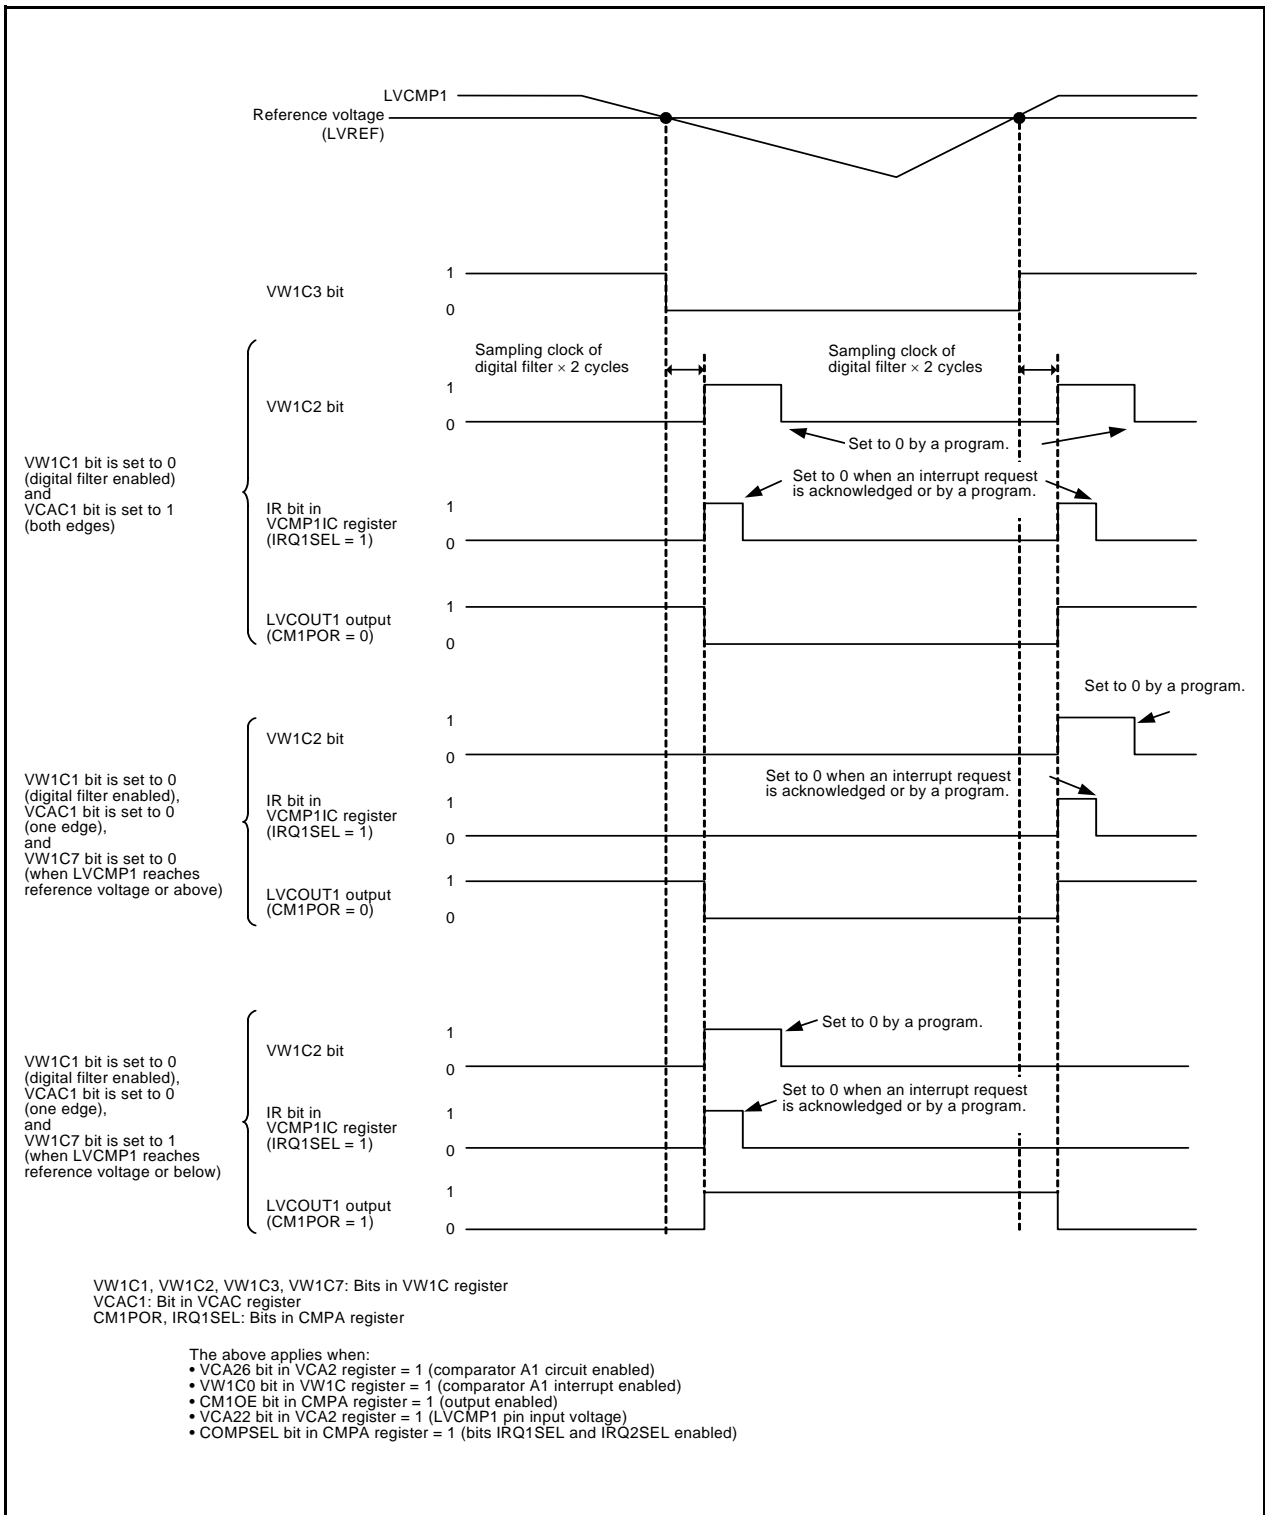 LVCMP1
Reference voltage
(LVREF)
VW1C3 bit
1
0
Sampling clock of
digital filter × 2 cycles
Sampling clock of
digital filter × 2 cycles
VW1C1 bit is set to 0
(digital filter enabled)
and
VCAC1 bit is set to 1
(both edges)
VW1C2 bit
1
0
Set to 0 by a program.
IR bit in
VCMP1IC register
(IRQ1SEL = 1)
1
0
Set to 0 when an interrupt request
is acknowledged or by a program.
LVCOUT1 output
(CM1POR = 0)
1
0
VW1C1 bit is set to 0
(digital filter enabled),
VCAC1 bit is set to 0
(one edge),
and
VW1C7 bit is set to 0
(when LVCMP1 reaches
reference voltage or above)
VW1C2 bit
1
0
Set to 0 by a program.
IR bit in
VCMP1IC register
(IRQ1SEL = 1)
1
0
Set to 0 when an interrupt request
is acknowledged or by a program.
LVCOUT1 output
(CM1POR = 0)
1
0
VW1C1 bit is set to 0
(digital filter enabled),
VCAC1 bit is set to 0
(one edge),
and
VW1C7 bit is set to 1
(when LVCMP1 reaches
reference voltage or below)
VW1C2 bit
1
0
Set to 0 by a program.
IR bit in
VCMP1IC register
(IRQ1SEL = 1)
1
0
Set to 0 when an interrupt request
is acknowledged or by a program.
LVCOUT1 output
(CM1POR = 1)
1
0
VW1C1, VW1C2, VW1C3, VW1C7: Bits in VW1C register
VCAC1: Bit in VCAC register
CM1POR, IRQ1SEL: Bits in CMPA register
The above applies when:
• VCA26 bit in VCA2 register = 1 (comparator A1 circuit enabled)
• VW1C0 bit in VW1C register = 1 (comparator A1 interrupt enabled)
• CM1OE bit in CMPA register = 1 (output enabled)
• VCA22 bit in VCA2 register = 1 (LVCMP1 pin input voltage)
• COMPSEL bit in CMPA register = 1 (bits IRQ1SEL and IRQ2SEL enabled)